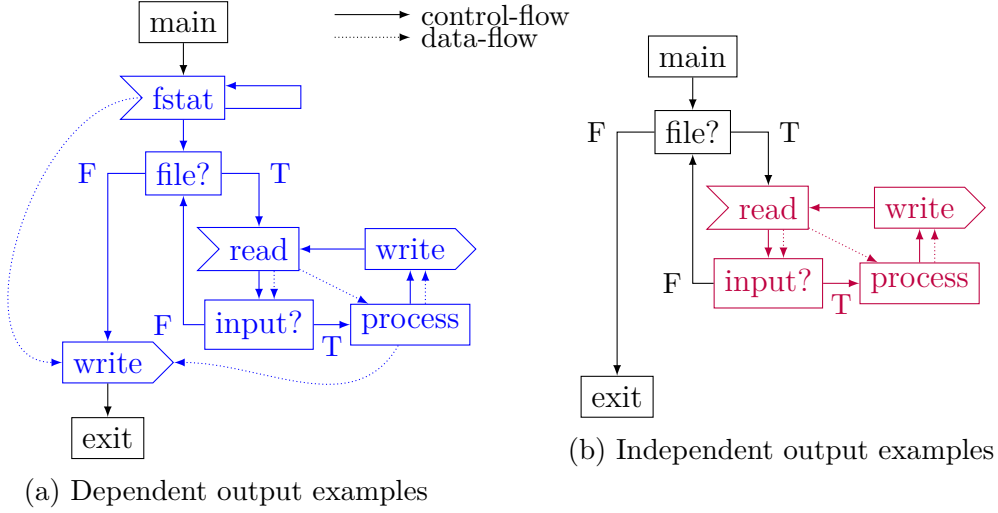 main
control-flow
data-flow
fstat
F
file?
T
read
write
F
input?
T
process
write
exit
(a) Dependent output examples
main
F
file?
T
read
write
F
input?
T
process
exit
(b) Independent output examples